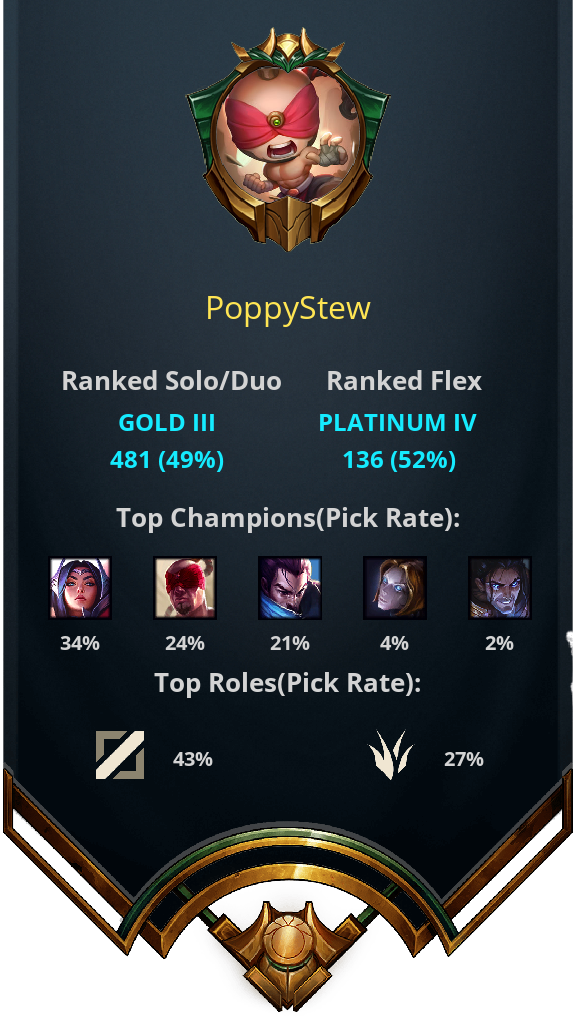 PoppyStew
Ranked Solo/Duo Ranked Flex
GOLD III PLATINUM IV
481 (49%) 136 (52%)
Top Champions(Pick Rate):
34% 24% 21% 4% 2%
Top Roles(Pick Rate):
43% 27%